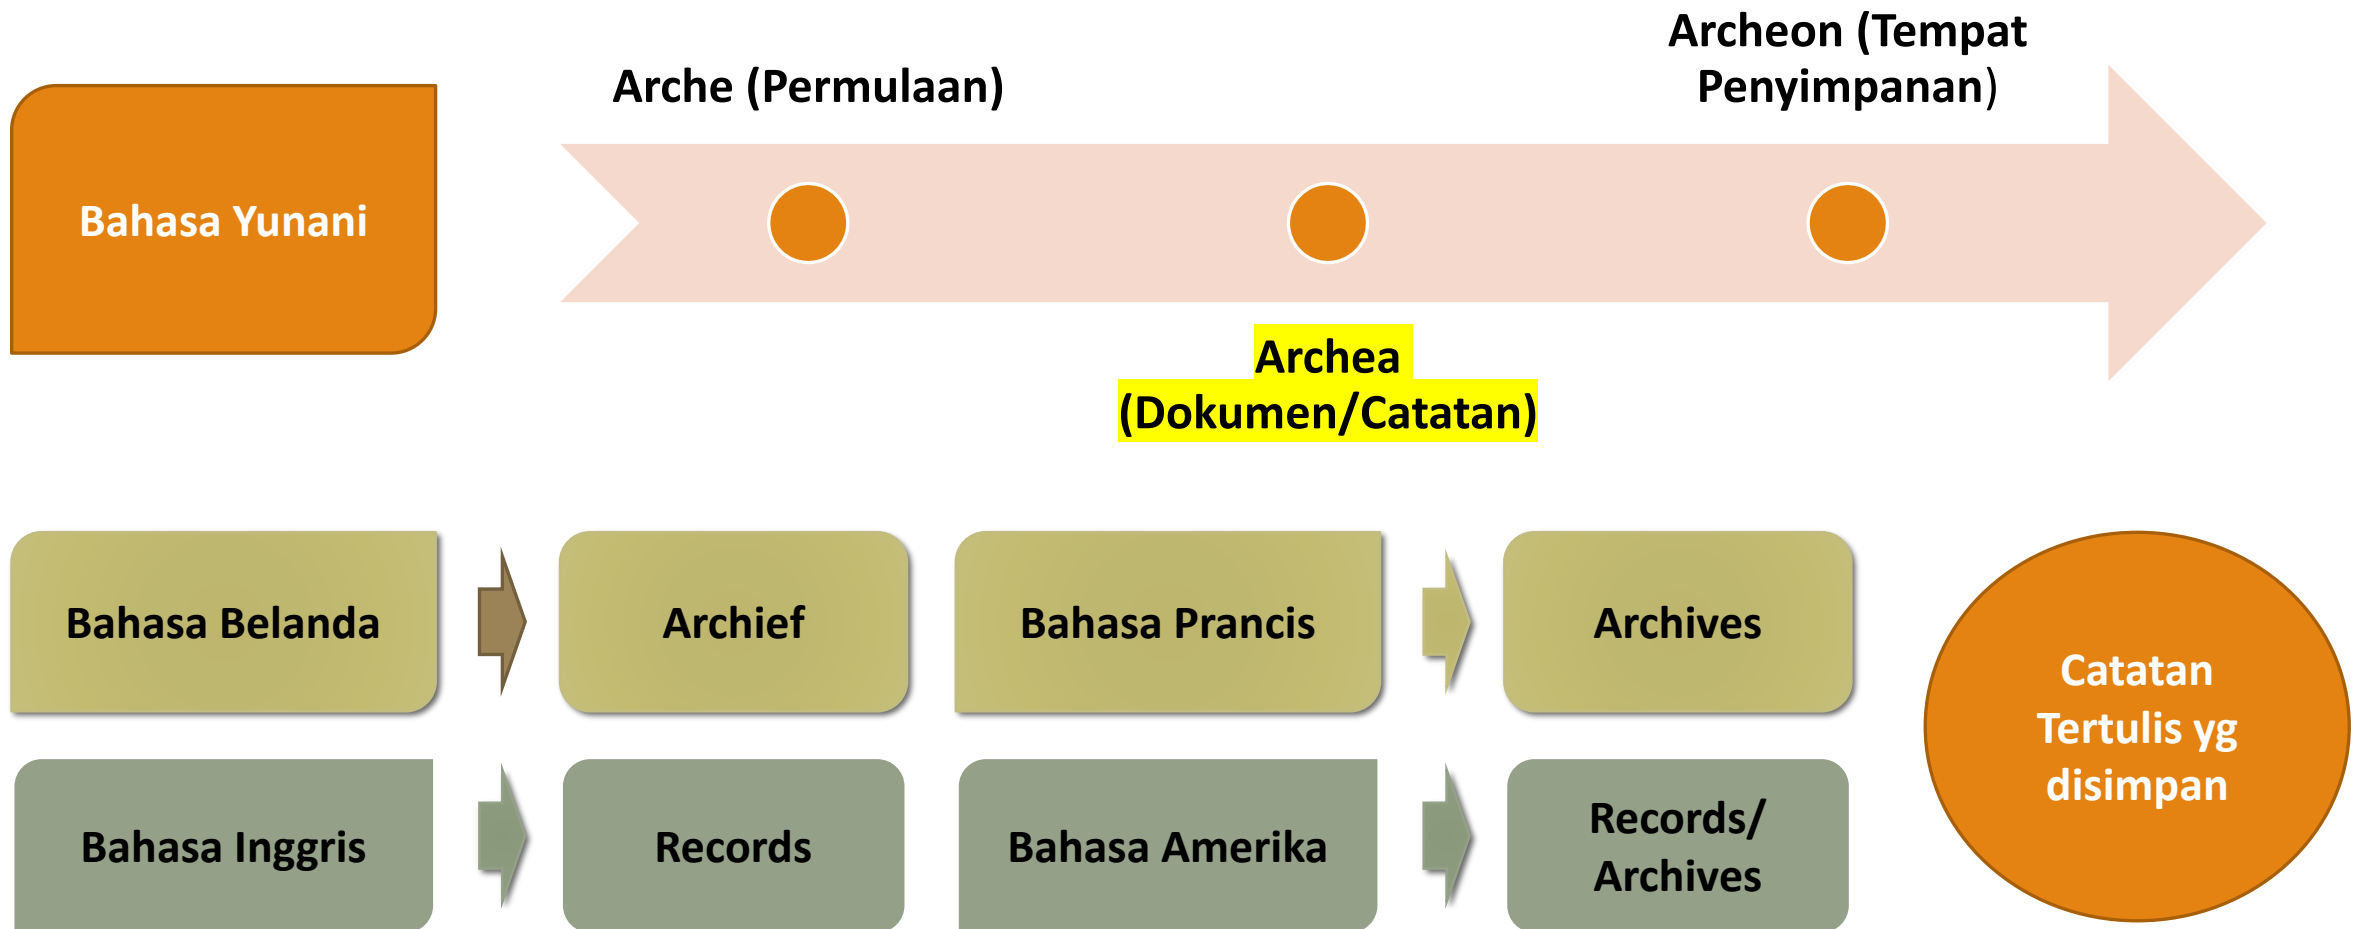 Bahasa Yunani
Arche (Permulaan)
Archeon (Tempat
Penyimpanan)
Archea
(Dokumen/Catatan)
Bahasa Belanda
Archief
Bahasa Prancis
Archives
Bahasa Inggris
Records
Bahasa Amerika
Records/
Archives
Catatan
Tertulis yg
disimpan